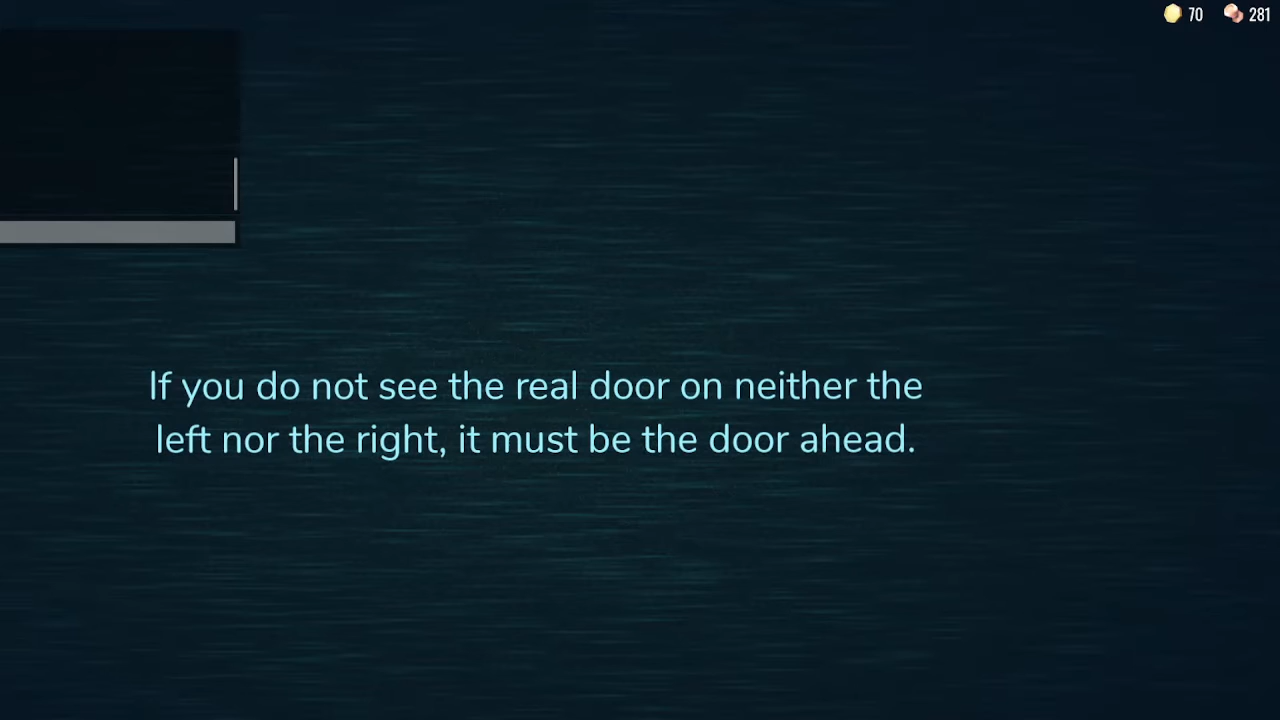 70 281
If you do not see the real door on neither the
left nor the right, it must be the door ahead.